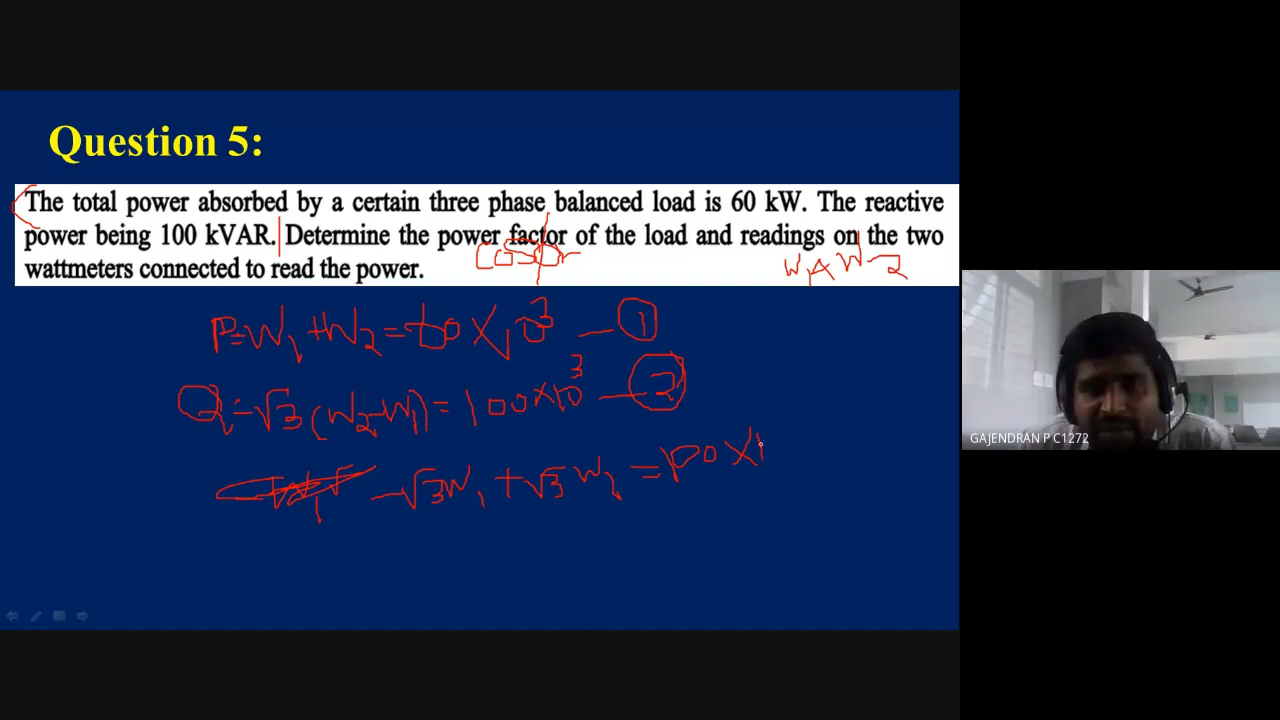 Question 5:
The total power absorbed by a certain three phase balanced load is 60 kW. The reactive
power being 100 kVAR. Determine the power factor of the load and readings on the two
wattmeters connected to read the power.
cosφr
W₁ & W₂
P=W₁+W₂=60×10³ — ①
Q=√3(W₂-W₁)=100×10³ — ②
-√3W₁+√3W₂=100×1
GAJENDRAN P C1272